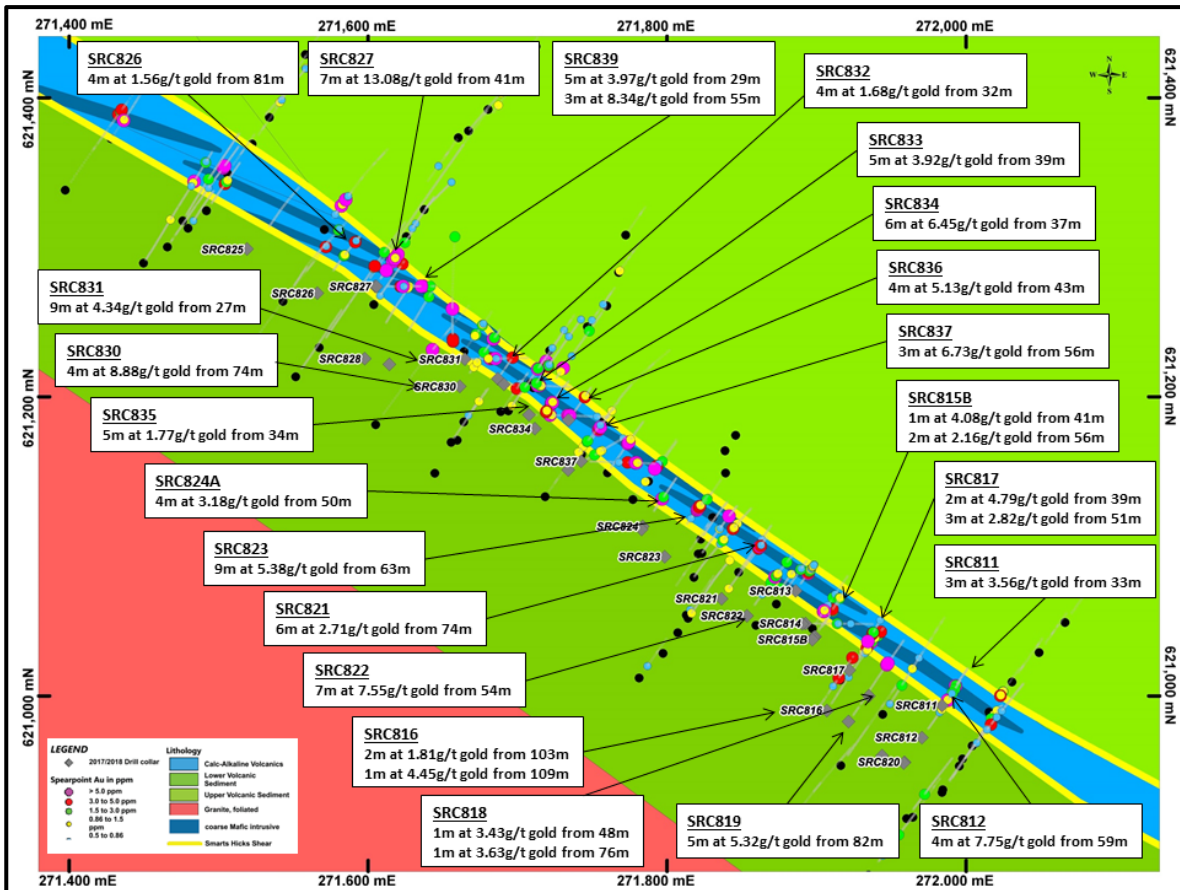 271,400 mE
271,600 mE
271,800 mE
272,000 mE
621,400 mN
621,400 mN
N
W E
S
SRC826
4m at 1.56g/t gold from 81m
SRC827
7m at 13.08g/t gold from 41m
SRC839
5m at 3.97g/t gold from 29m
3m at 8.34g/t gold from 55m
SRC832
4m at 1.68g/t gold from 32m
SRC833
5m at 3.92g/t gold from 39m
SRC834
6m at 6.45g/t gold from 37m
SRC836
4m at 5.13g/t gold from 43m
SRC837
3m at 6.73g/t gold from 56m
SRC815B
1m at 4.08g/t gold from 41m
2m at 2.16g/t gold from 56m
SRC817
2m at 4.79g/t gold from 39m
3m at 2.82g/t gold from 51m
SRC811
3m at 3.56g/t gold from 33m
SRC831
9m at 4.34g/t gold from 27m
SRC830
4m at 8.88g/t gold from 74m
SRC835
5m at 1.77g/t gold from 34m
SRC824A
4m at 3.18g/t gold from 50m
SRC823
9m at 5.38g/t gold from 63m
SRC821
6m at 2.71g/t gold from 74m
SRC822
7m at 7.55g/t gold from 54m
SRC816
2m at 1.81g/t gold from 103m
1m at 4.45g/t gold from 109m
SRC818
1m at 3.43g/t gold from 48m
1m at 3.63g/t gold from 76m
SRC819
5m at 5.32g/t gold from 82m
SRC812
4m at 7.75g/t gold from 59m
SRC825
SRC826
SRC827
SRC828
SRC831
SRC830
SRC834
SRC837
SRC824
SRC823
SRC821
SRC822
SRC813
SRC814
SRC815B
SRC817
SRC816
SRC811
SRC812
SRC820
621,200 mN
621,200 mN
621,000 mN
621,000 mN
LEGEND
2017/2018 Drill collar
Spearpoint Au in ppm
> 5.0 ppm
3.0 to 5.0 ppm
1.5 to 3.0 ppm
0.86 to 1.5
ppm
0.5 to 0.86
Lithology
Calc-Alkaline Volcanics
Lower Volcanic
Sediment
Upper Volcanic Sediment
Granite, foliated
coarse Mafic intrusive
Smarts Hicks Shear
271,400 mE
271,600 mE
271,800 mE
272,000 mE